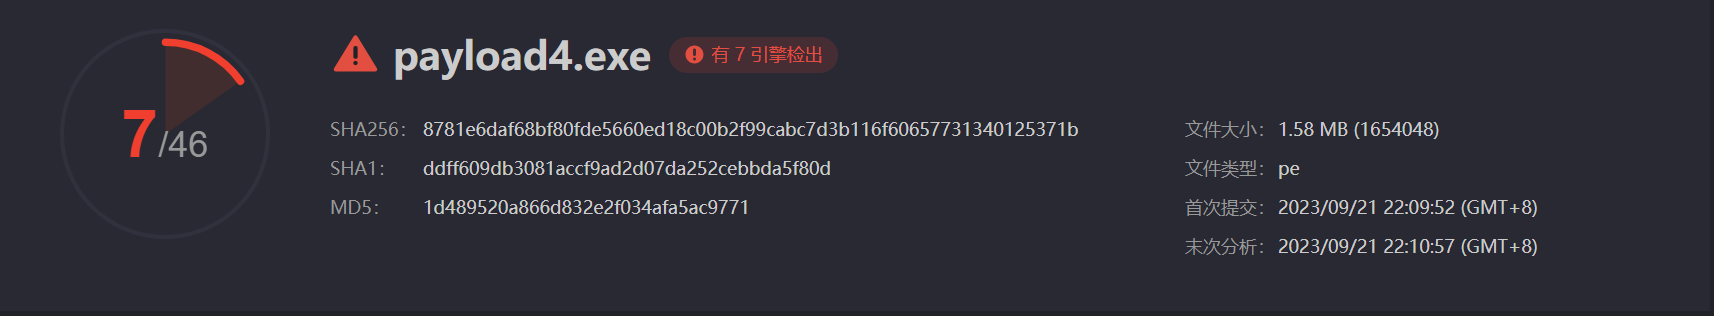 payload4.exe 有 7 引擎检出
7/46
SHA256： 8781e6daf68bf80fde5660ed18c00b2f99cabc7d3b116f60657731340125371b 文件大小： 1.58 MB (1654048)
SHA1： ddff609db3081accf9ad2d07da252cebbda5f80d 文件类型： pe
MD5： 1d489520a866d832e2f034afa5ac9771 首次提交： 2023/09/21 22:09:52 (GMT+8)
末次分析： 2023/09/21 22:10:57 (GMT+8)